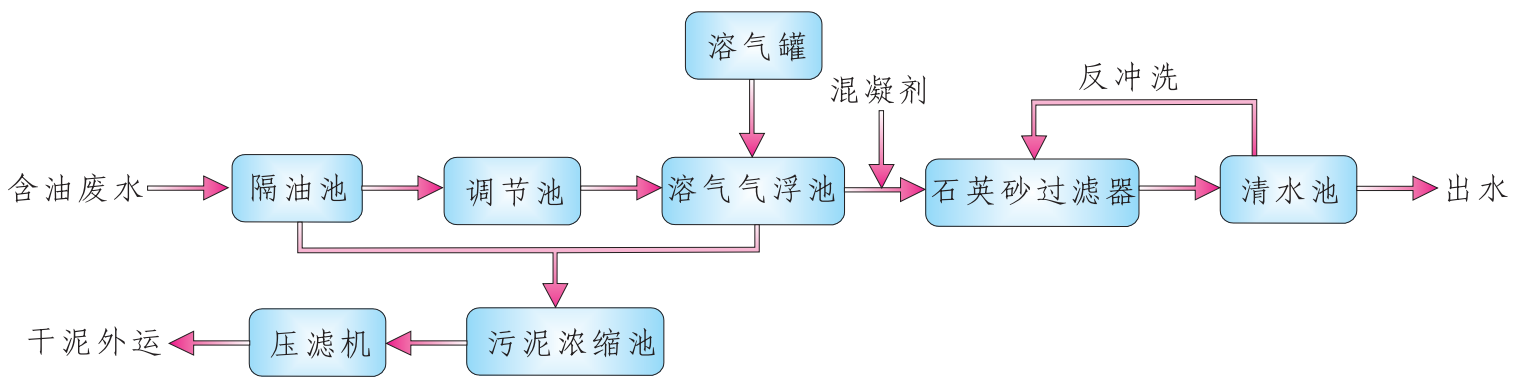 溶气罐
混凝剂
反冲洗
含油废水
隔油池
调节池
溶气气浮池
石英砂过滤器
清水池
出水
干泥外运
压滤机
污泥浓缩池